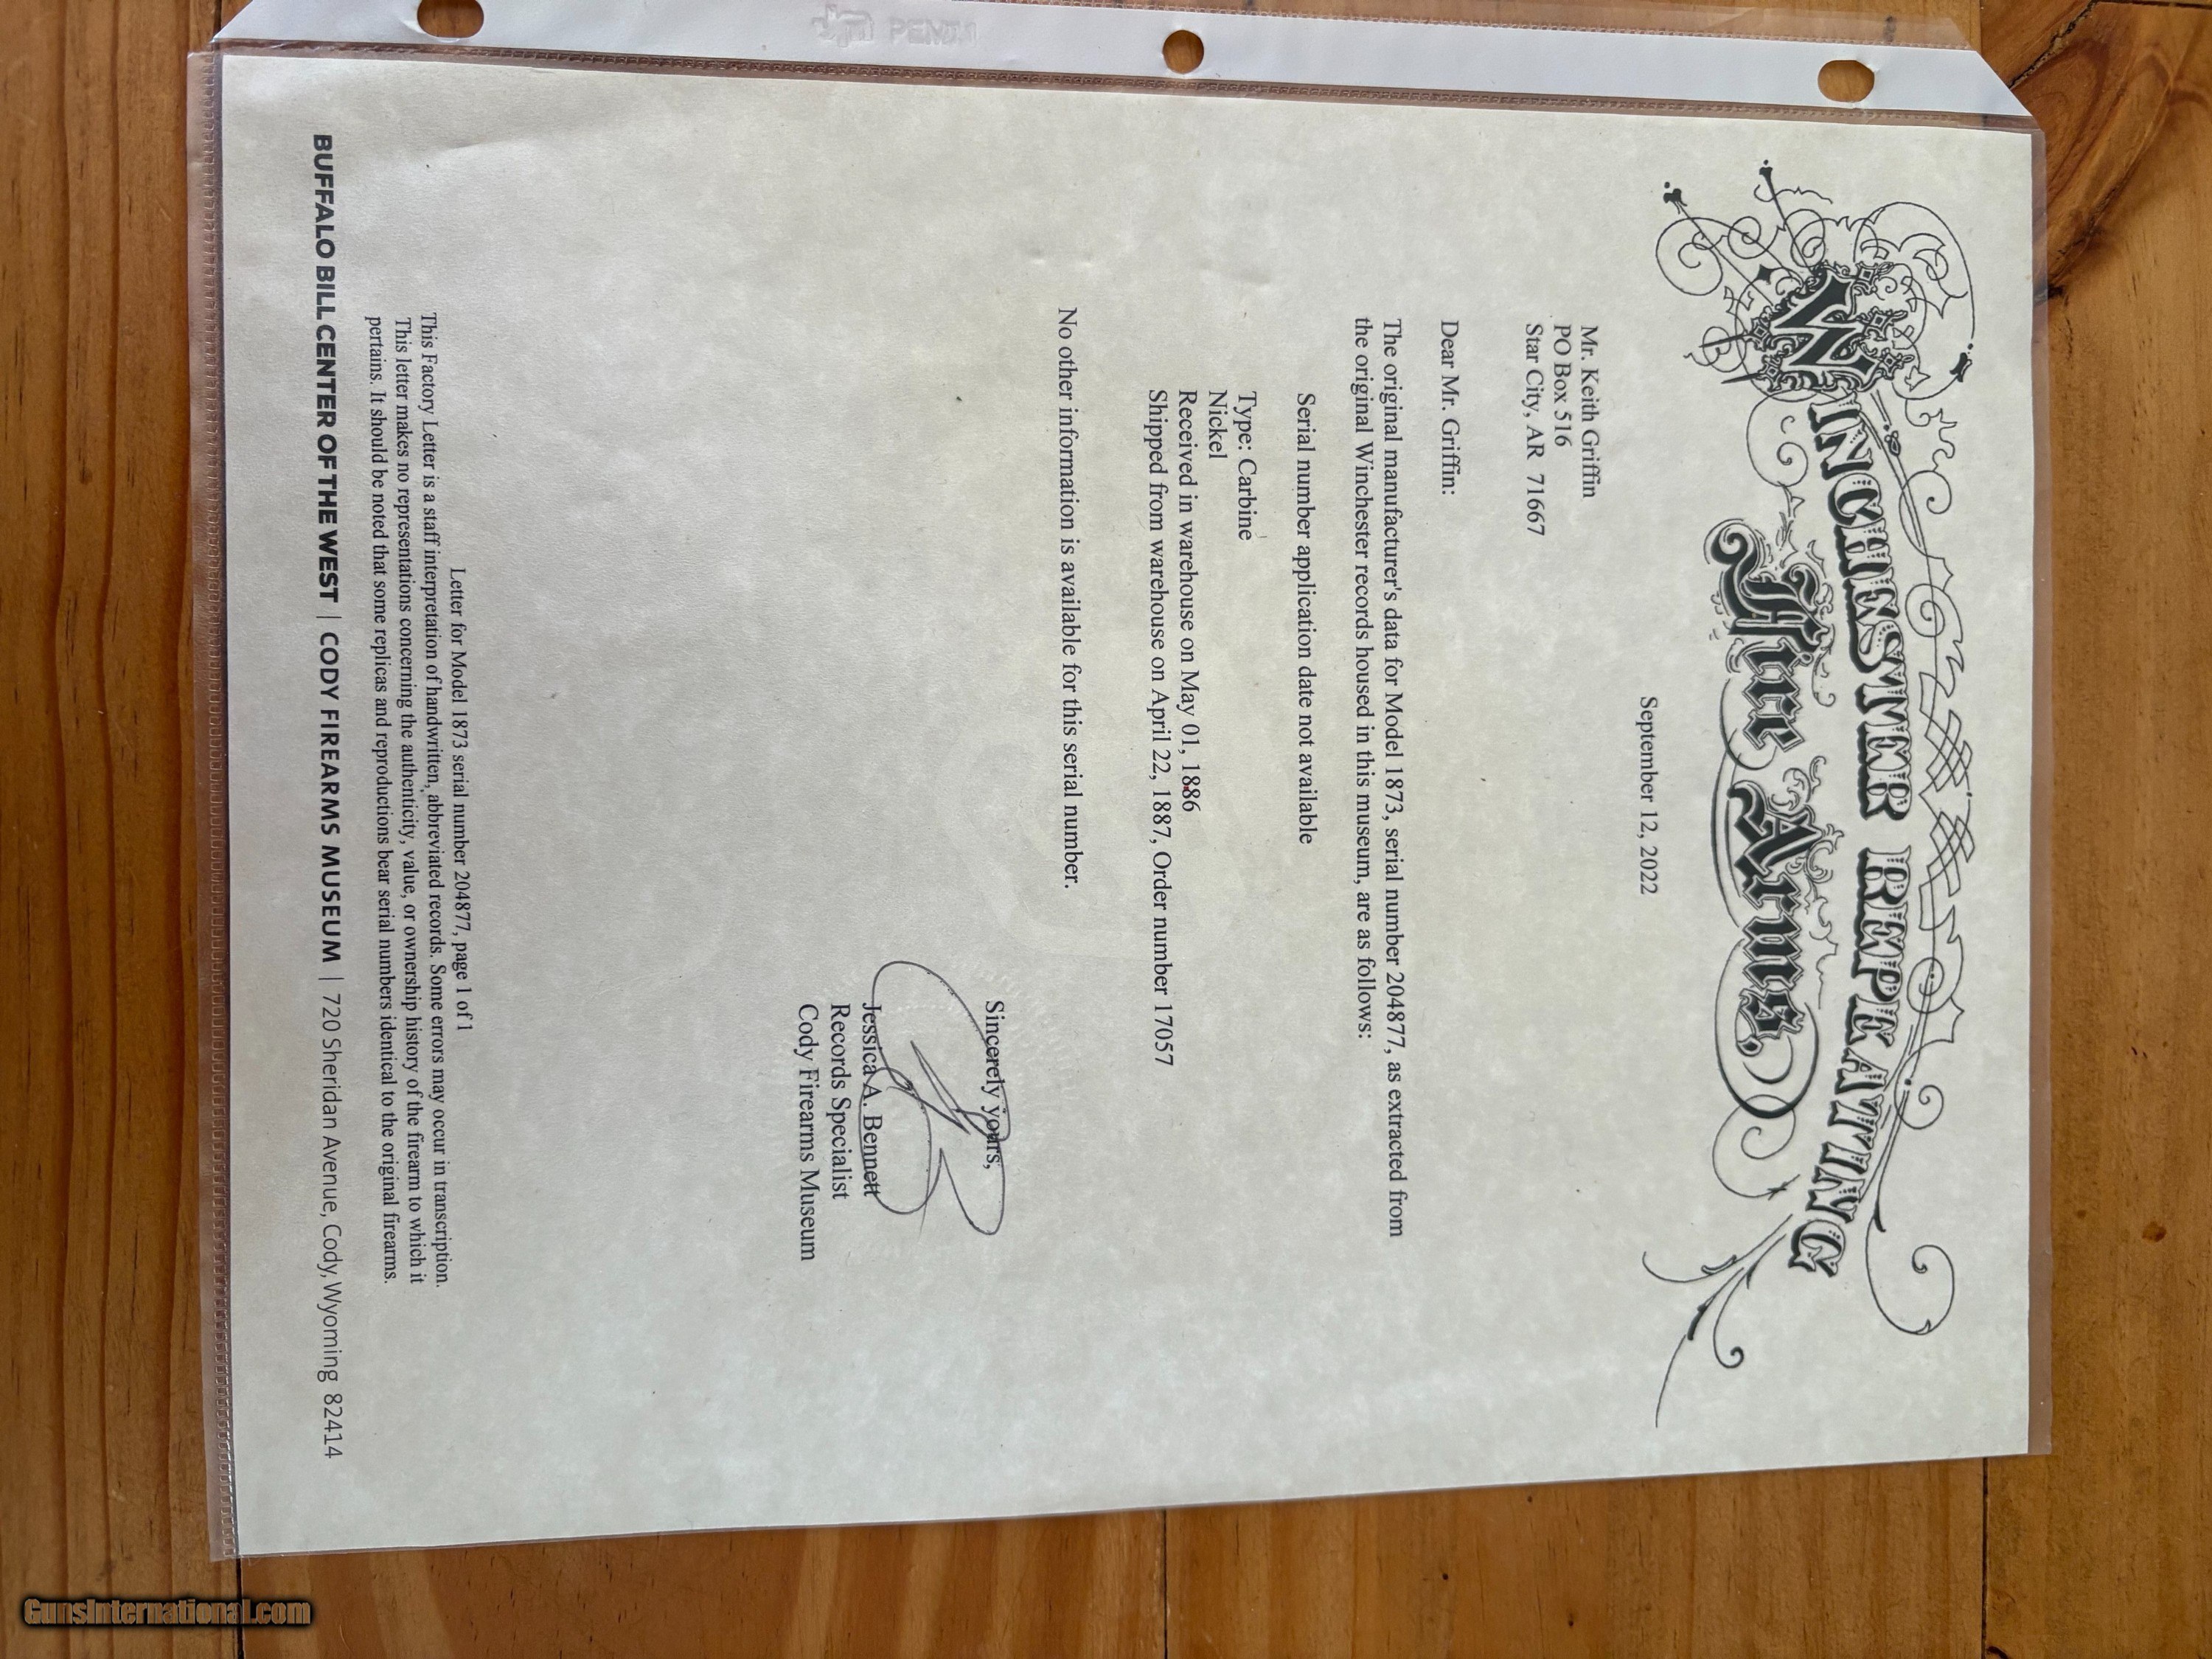 WINCHESTER REPEATING
Fire Arms,
September 12, 2022
Mr. Keith Griffin
PO Box 516
Star City, AR 71667
Dear Mr. Griffin:
The original manufacturer's data for Model 1873, serial number 204877, as extracted from
the original Winchester records housed in this museum, are as follows:
Serial number application date not available
Type: Carbine
Nickel
Received in warehouse on May 01, 1886
Shipped from warehouse on April 22, 1887, Order number 17057
No other information is available for this serial number.
Sincerely yours,
Jessica A. Bennett
Records Specialist
Cody Firearms Museum
Letter for Model 1873 serial number 204877, page 1 of 1
This Factory Letter is a staff interpretation of handwritten, abbreviated records. Some errors may occur in transcription.
This letter makes no representations concerning the authenticity, value, or ownership history of the firearm to which it
pertains. It should be noted that some replicas and reproductions bear serial numbers identical to the original firearms.
BUFFALO BILL CENTER OF THE WEST | CODY FIREARMS MUSEUM | 720 Sheridan Avenue, Cody, Wyoming 82414
GunsInternational.com